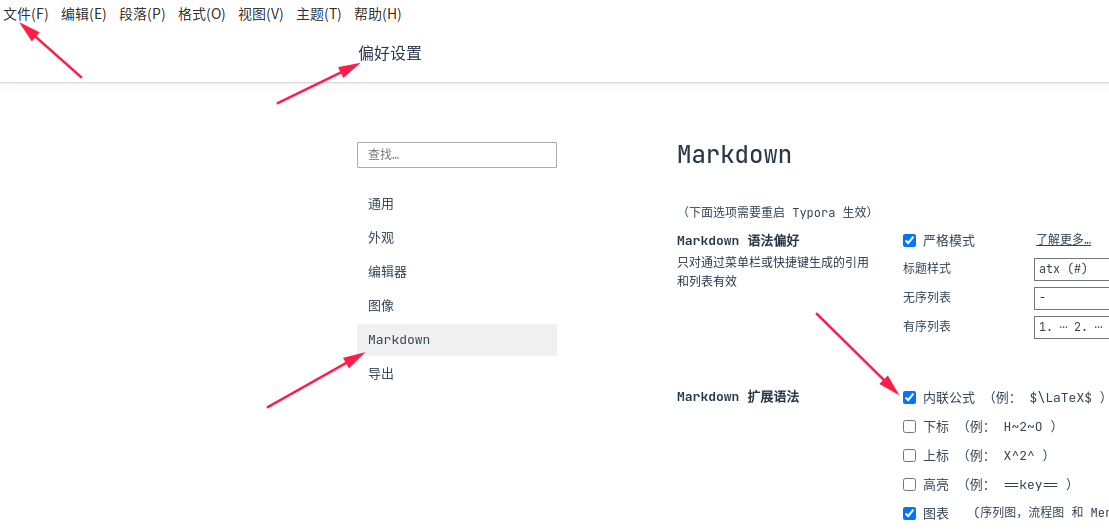 文件(F) 编辑(E) 段落(P) 格式(O) 视图(V) 主题(T) 帮助(H)
偏好设置
查找…
通用
外观
编辑器
图像
Markdown
导出
Markdown
（下面选项需要重启 Typora 生效）
Markdown 语法偏好
只对通过菜单栏或快捷键生成的引用
和列表有效
严格模式 了解更多…
标题样式 atx (#)
无序列表 -
有序列表 1. … 2. …
Markdown 扩展语法
内联公式 （例： $\LaTeX$ ）
下标 （例： H~2~O ）
上标 （例： X^2^ ）
高亮 （例： ==key== ）
图表 (序列图，流程图 和